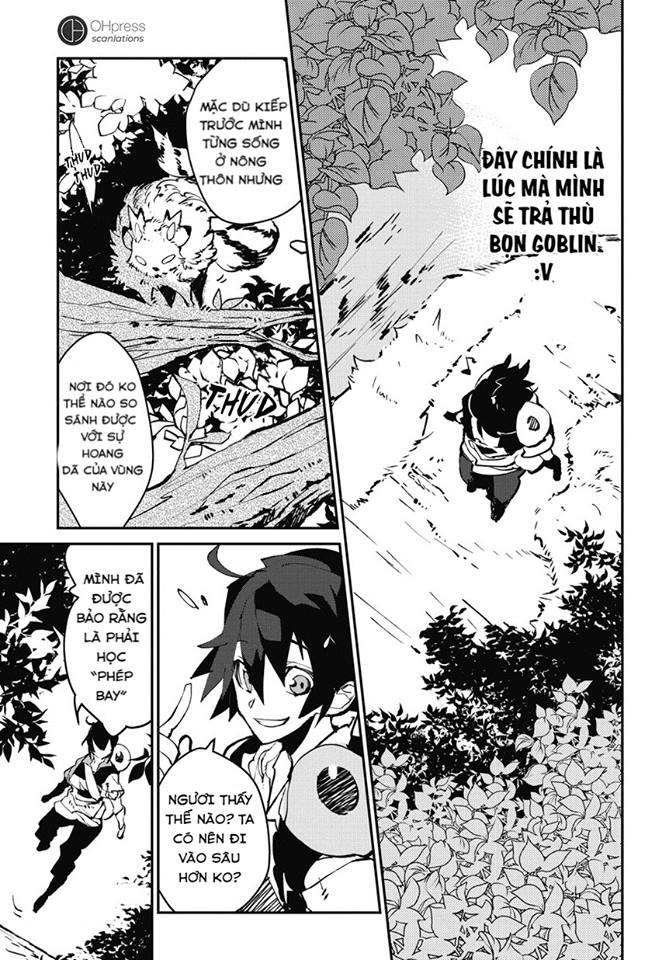 OHpress
scanlations
ĐÂY CHÍNH LÀ
LÚC MÀ MÌNH
SẼ TRẢ THÙ
BỌN GOBLIN.
:V
MẶC DÙ KIẾP
TRƯỚC MÌNH
TỪNG SỐNG
Ở NÔNG
THÔN NHƯNG
THUD
THUD
THUD
NƠI ĐÓ KO
THỂ NÀO SO
SÁNH ĐƯỢC
VỚI SỰ
HOANG
DÃ CỦA VÙNG
NÀY
NGƯƠI THẤY
THẾ NÀO? TA
CÓ NÊN ĐI
VÀO SÂU
HƠN KO?
MÌNH ĐÃ
ĐƯỢC
BẢO RẰNG
LÀ PHẢI
HỌC
"PHÉP
BAY"